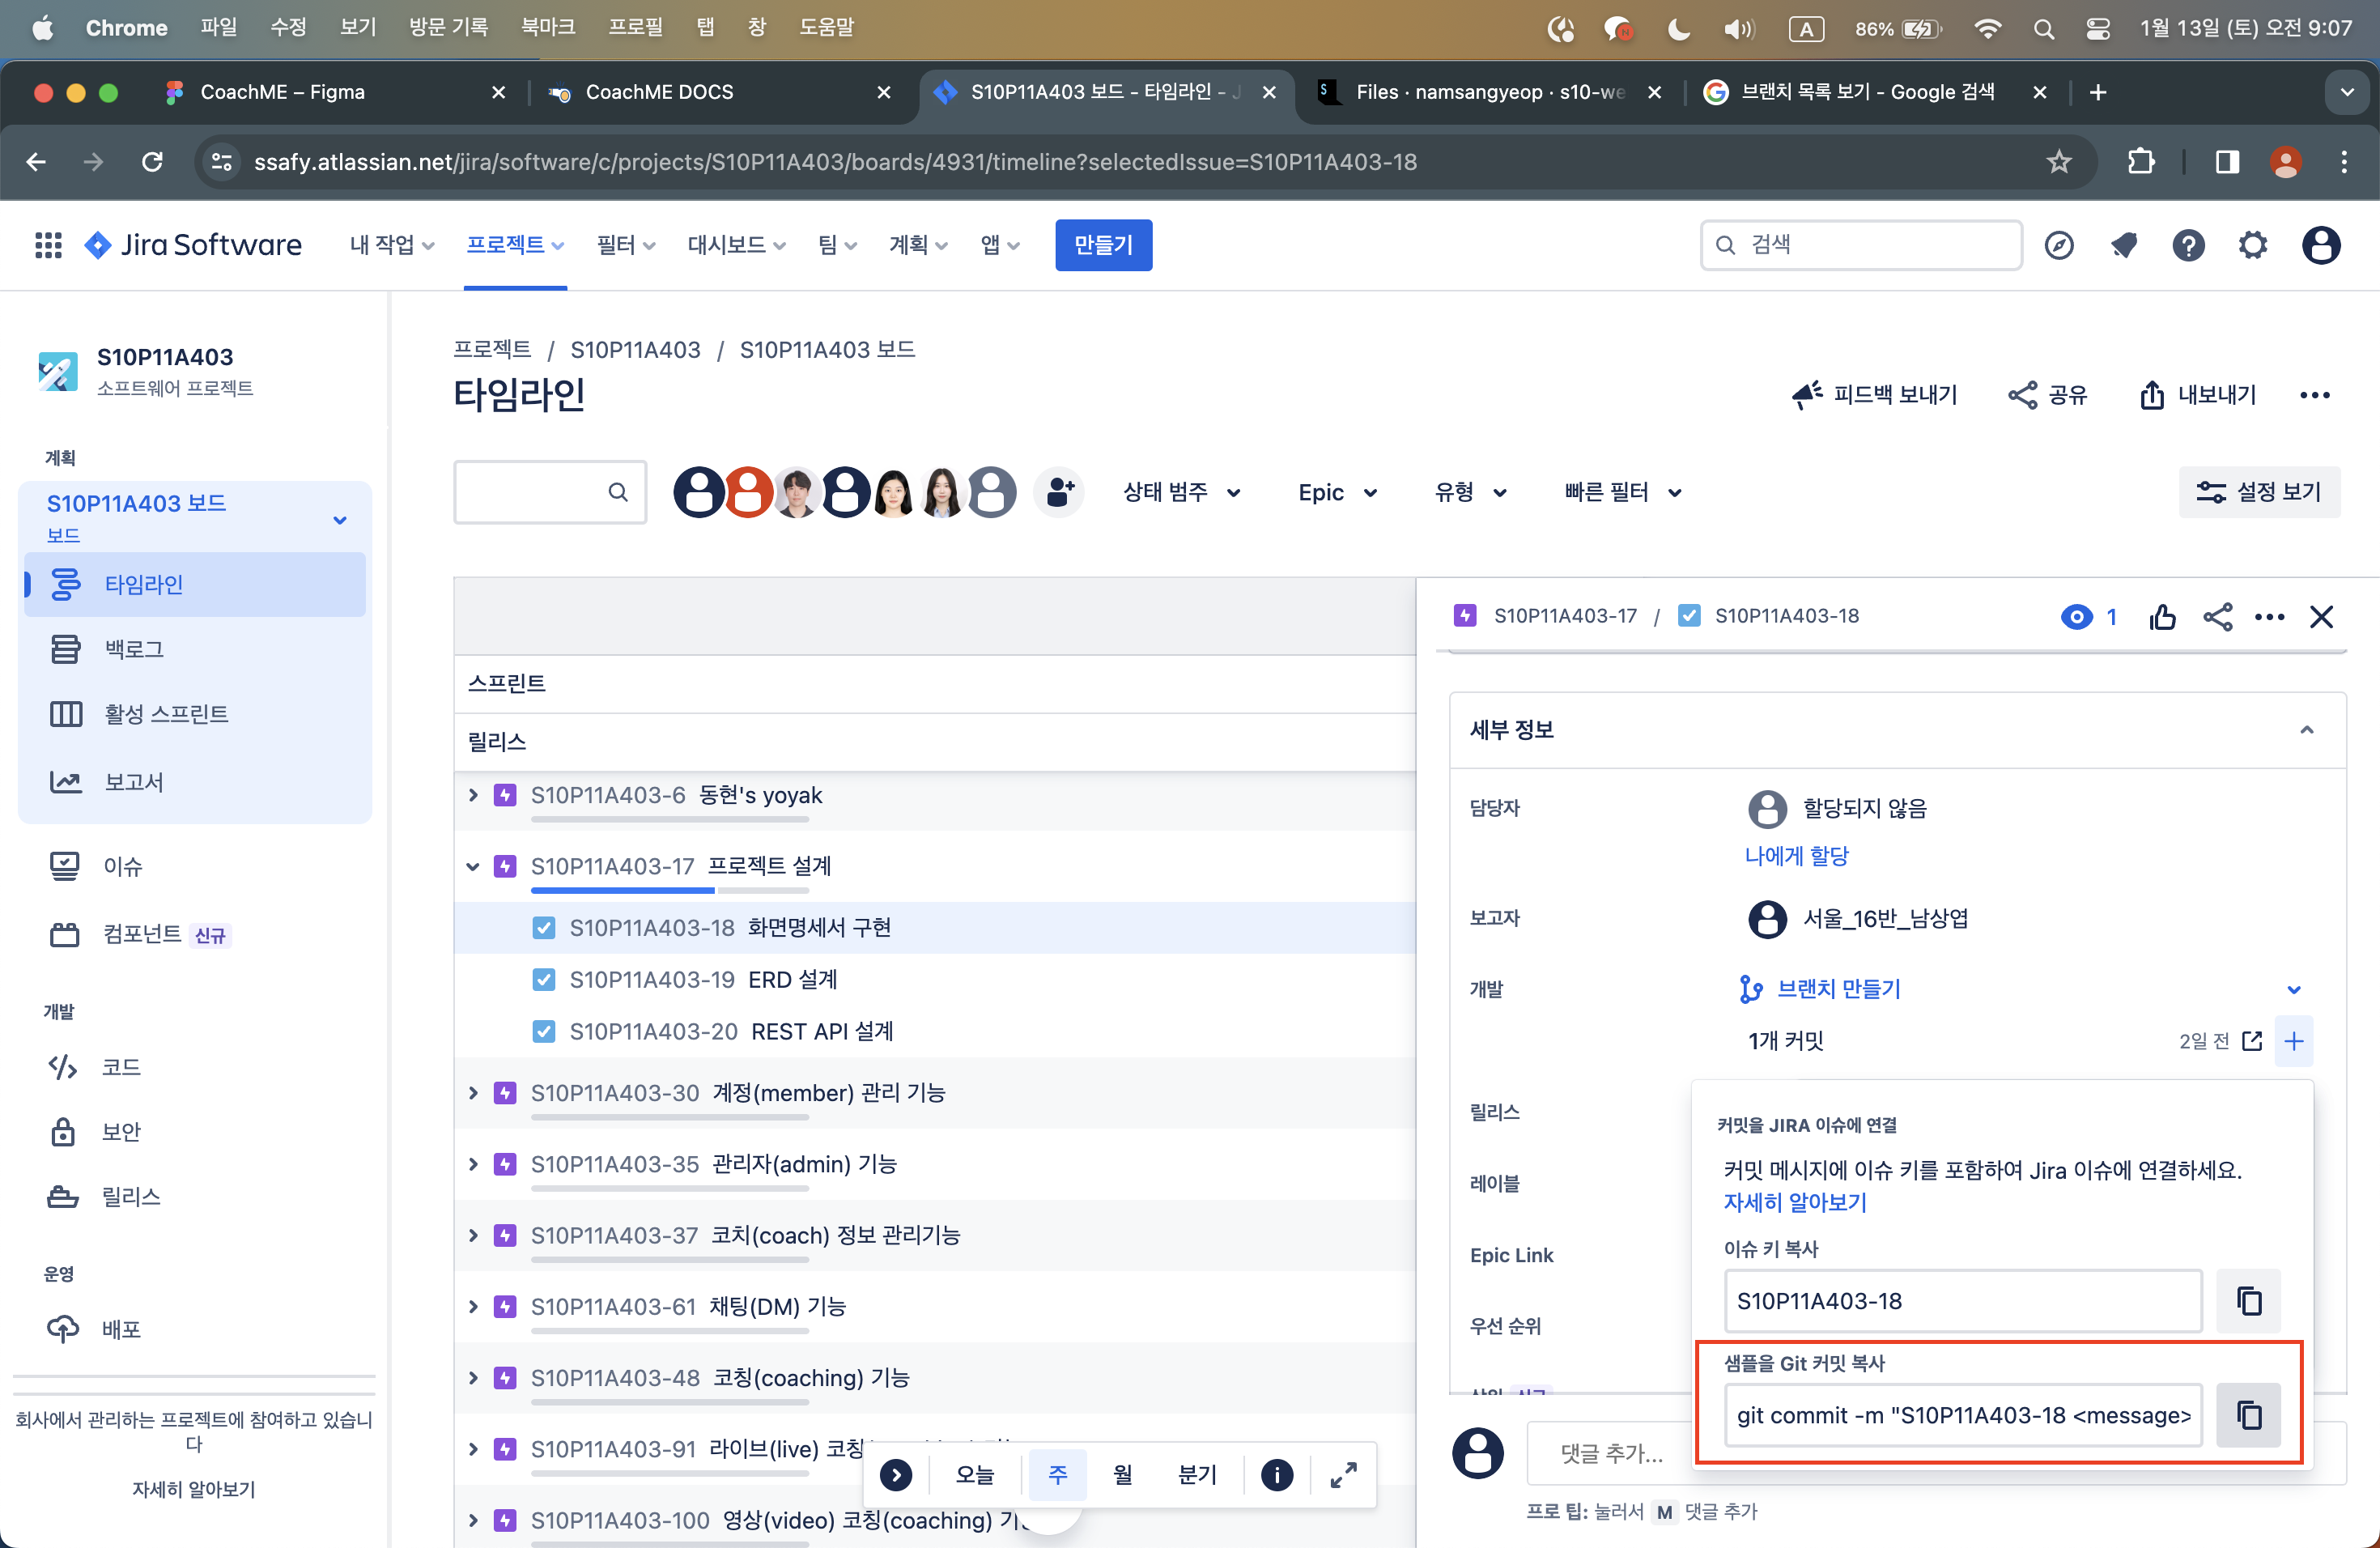 Chrome 파일 수정 보기 방문 기록 북마크 프로필 탭 창 도움말
A 86% 1월 13일 (토) 오전 9:07
CoachME – Figma
CoachME DOCS
S10P11A403 보드 - 타임라인 - J
Files · namsangyeop · s10-we
브랜치 목록 보기 - Google 검색
ssafy.atlassian.net/jira/software/c/projects/S10P11A403/boards/4931/timeline?selectedIssue=S10P11A403-18
Jira Software 내 작업 프로젝트 필터 대시보드 팀 계획 앱 만들기 검색
S10P11A403
소프트웨어 프로젝트
계획
S10P11A403 보드
보드
타임라인
백로그
활성 스프린트
보고서
이슈
컴포넌트 신규
개발
코드
보안
릴리스
운영
배포
회사에서 관리하는 프로젝트에 참여하고 있습니
다
자세히 알아보기
프로젝트 / S10P11A403 / S10P11A403 보드
타임라인
피드백 보내기 공유 내보내기
상태 범주 Epic 유형 빠른 필터 설정 보기
스프린트
릴리스
S10P11A403-6 동현's yoyak
S10P11A403-17 프로젝트 설계
S10P11A403-18 화면명세서 구현
S10P11A403-19 ERD 설계
S10P11A403-20 REST API 설계
S10P11A403-30 계정(member) 관리 기능
S10P11A403-35 관리자(admin) 기능
S10P11A403-37 코치(coach) 정보 관리기능
S10P11A403-61 채팅(DM) 기능
S10P11A403-48 코칭(coaching) 기능
S10P11A403-91 라이브(live) 코칭
S10P11A403-100 영상(video) 코칭(coaching)
오늘 주 월 분기
S10P11A403-17 / S10P11A403-18
1
세부 정보
담당자 할당되지 않음
나에게 할당
보고자 서울_16반_남상엽
개발 브랜치 만들기
1개 커밋 2일 전
릴리스
레이블
Epic Link
우선 순위
커밋을 JIRA 이슈에 연결
커밋 메시지에 이슈 키를 포함하여 Jira 이슈에 연결하세요.
자세히 알아보기
이슈 키 복사
S10P11A403-18
샘플을 Git 커밋 복사
git commit -m "S10P11A403-18 <message>
댓글 추가...
프로 팁: 눌러서 M 댓글 추가